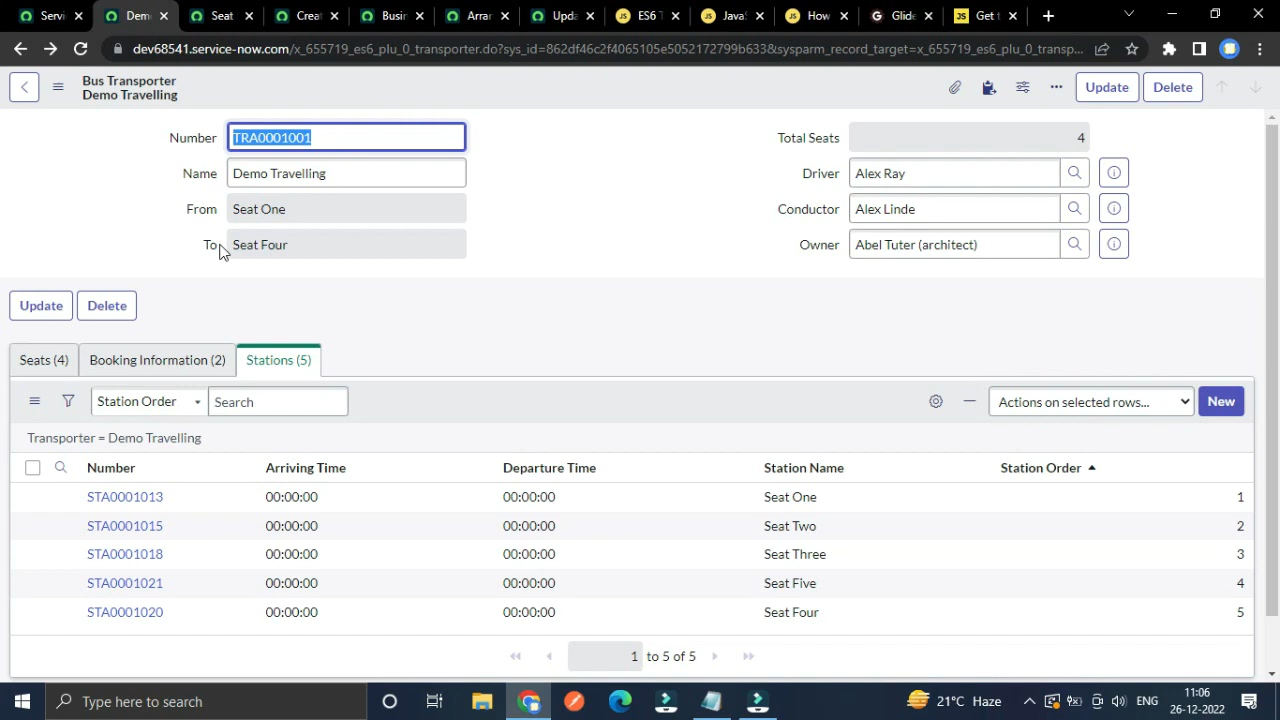 Servi
Demo
Seat
Creat
Busin
Arran
Upda
ES6 T
JavaS
How
Glide
Get t
dev68541.service-now.com/x_655719_es6_plu_0_transporter.do?sys_id=862df46c2f4065105e5052172799b633&sysparm_record_target=x_655719_es6_plu_0_transp...
Bus Transporter
Demo Travelling
Update
Delete
Number
TRA0001001
Total Seats
4
Name
Demo Travelling
Driver
Alex Ray
From
Seat One
Conductor
Alex Linde
To
Seat Four
Owner
Abel Tuter (architect)
Update
Delete
Seats (4)
Booking Information (2)
Stations (5)
Station Order
Search
Actions on selected rows...
New
Transporter = Demo Travelling
Number Arriving Time Departure Time Station Name Station Order
STA0001013 00:00:00 00:00:00 Seat One 1
STA0001015 00:00:00 00:00:00 Seat Two 2
STA0001018 00:00:00 00:00:00 Seat Three 3
STA0001021 00:00:00 00:00:00 Seat Five 4
STA0001020 00:00:00 00:00:00 Seat Four 5
1 to 5 of 5
Type here to search
21°C Haze
ENG
11:06
26-12-2022